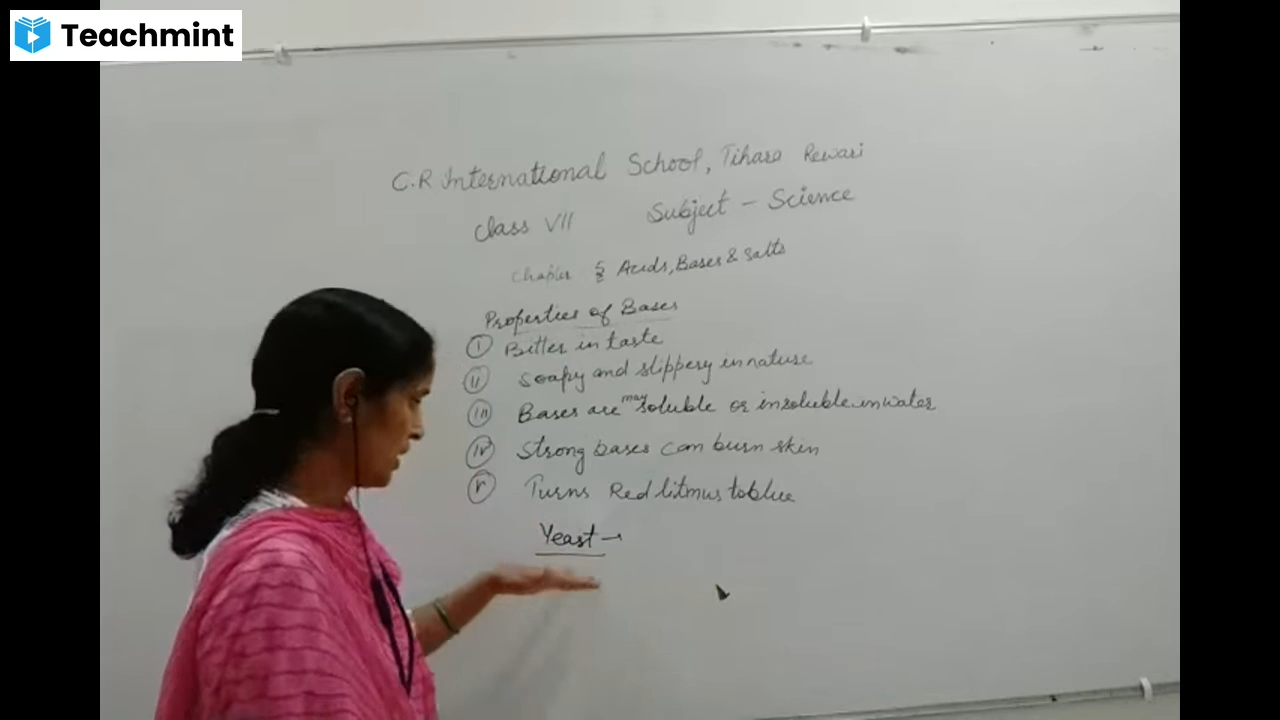 Teachmint
C.R International School, Tihara Rewari
Class VII Subject - Science
Chapter 5 Acids, Bases & Salts
Properties of Bases
(i) Bitter in taste
(ii) Soapy and slippery in nature
(iii) Bases are may soluble or insoluble in water
(iv) Strong bases can burn skin
(v) Turns Red litmus to blue
Yeast →